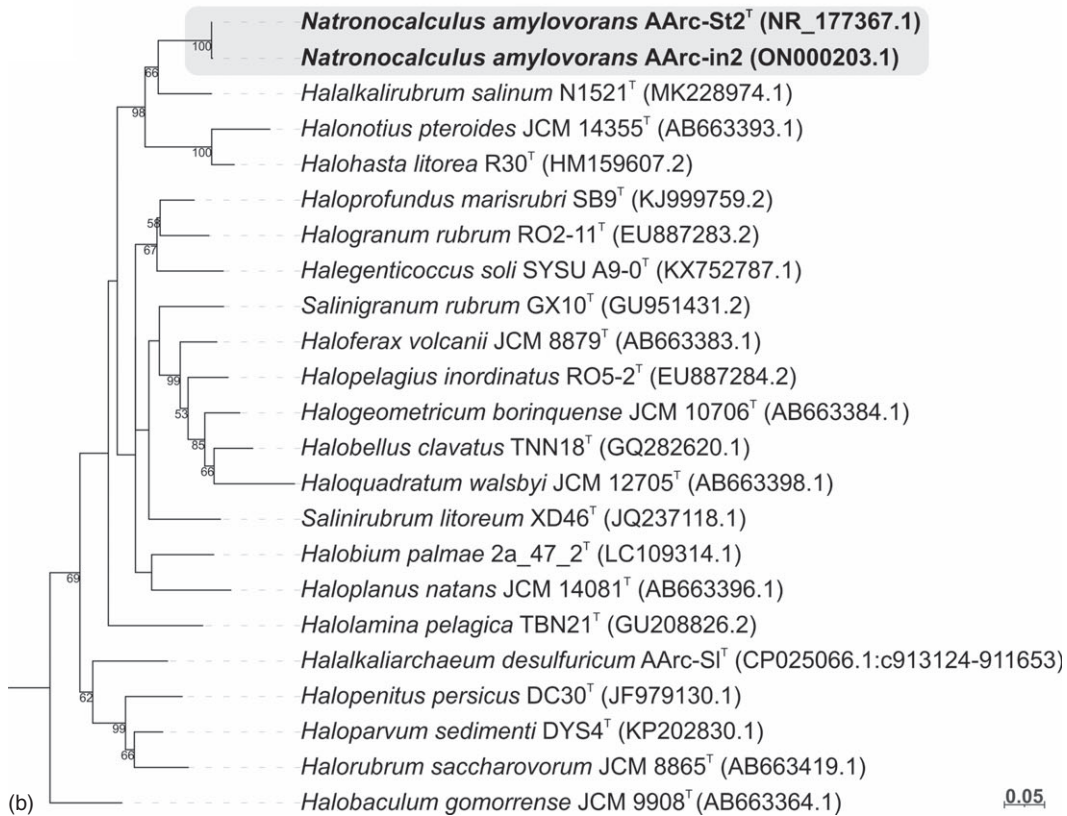 Natronocalculus amylovorans AArc-St2ᵀ (NR_177367.1)
100
Natronocalculus amylovorans AArc-in2 (ON000203.1)
66
Halalkalirubrum salinum N1521ᵀ (MK228974.1)
98
Halonotius pteroides JCM 14355ᵀ (AB663393.1)
100
Halohasta litorea R30ᵀ (HM159607.2)
Haloprofundus marisrubri SB9ᵀ (KJ999759.2)
58
Halogranum rubrum RO2-11ᵀ (EU887283.2)
67
Halegenticoccus soli SYSU A9-0ᵀ (KX752787.1)
Salinigranum rubrum GX10ᵀ (GU951431.2)
Haloferax volcanii JCM 8879ᵀ (AB663383.1)
99
Halopelagius inordinatus RO5-2ᵀ (EU887284.2)
53
Halogeometricum borinquense JCM 10706ᵀ (AB663384.1)
85
Halobellus clavatus TNN18ᵀ (GQ282620.1)
66
Haloquadratum walsbyi JCM 12705ᵀ (AB663398.1)
Salinirubrum litoreum XD46ᵀ (JQ237118.1)
Halobium palmae 2a_47_2ᵀ (LC109314.1)
69
Haloplanus natans JCM 14081ᵀ (AB663396.1)
Halolamina pelagica TBN21ᵀ (GU208826.2)
Halalkaliarchaeum desulfuricum AArc-Slᵀ (CP025066.1:c913124-911653)
62
Halopenitus persicus DC30ᵀ (JF979130.1)
99
Haloparvum sedimenti DYS4ᵀ (KP202830.1)
66
Halorubrum saccharovorum JCM 8865ᵀ (AB663419.1)
(b)
Halobaculum gomorrense JCM 9908ᵀ (AB663364.1)
0.05